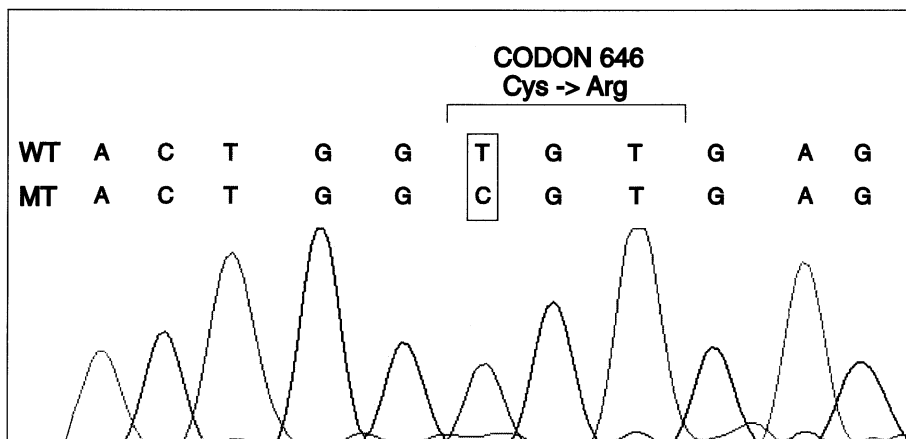 CODON 646
Cys -> Arg
WT A C T G G T G T G A G
MT A C T G G C G T G A G